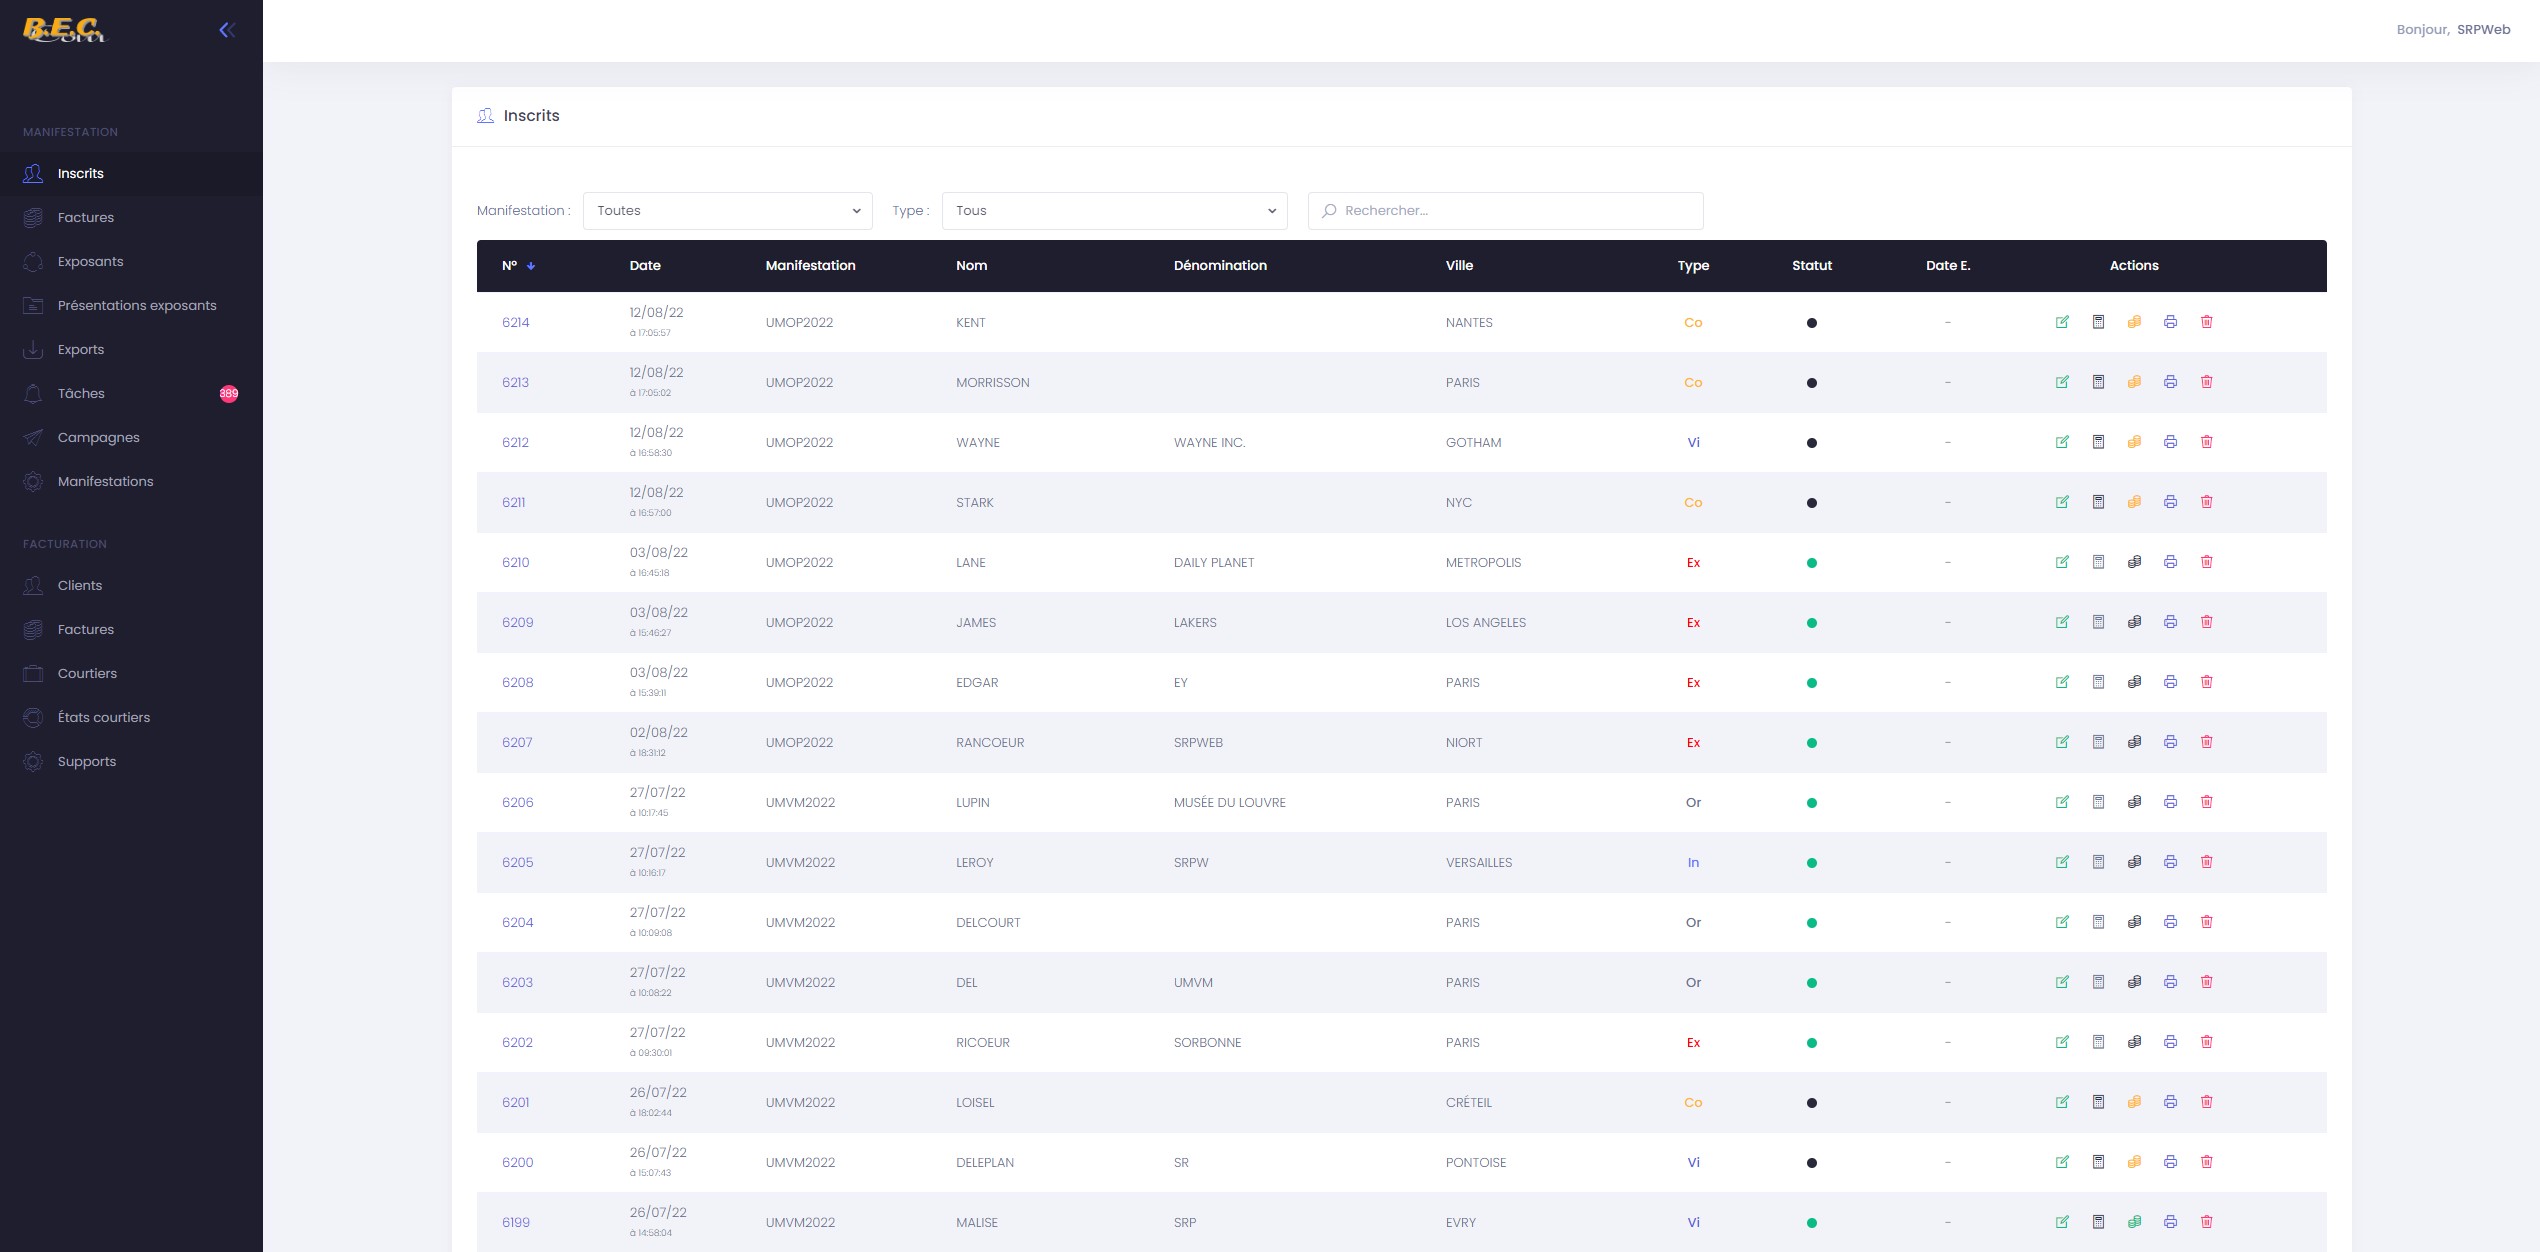 B.E.C.
Bonjour, SRPWeb
MANIFESTATION
Inscrits
Factures
Exposants
Présentations exposants
Exports
Tâches 389
Campagnes
Manifestations
FACTURATION
Clients
Factures
Courtiers
États courtiers
Supports
Inscrits
Manifestation : Toutes Type : Tous Rechercher...
N° Date Manifestation Nom Dénomination Ville Type Statut Date E. Actions
6214 12/08/22 à 17:05:57 UMOP2022 KENT NANTES Co -
6213 12/08/22 à 17:05:02 UMOP2022 MORRISSON PARIS Co -
6212 12/08/22 à 16:58:30 UMOP2022 WAYNE WAYNE INC. GOTHAM Vi -
6211 12/08/22 à 16:57:00 UMOP2022 STARK NYC Co -
6210 03/08/22 à 16:45:18 UMOP2022 LANE DAILY PLANET METROPOLIS Ex -
6209 03/08/22 à 15:46:27 UMOP2022 JAMES LAKERS LOS ANGELES Ex -
6208 03/08/22 à 15:39:11 UMOP2022 EDGAR EY PARIS Ex -
6207 02/08/22 à 18:31:12 UMOP2022 RANCOEUR SRPWEB NIORT Ex -
6206 27/07/22 à 10:17:45 UMVM2022 LUPIN MUSÉE DU LOUVRE PARIS Or -
6205 27/07/22 à 10:16:17 UMVM2022 LEROY SRPW VERSAILLES In -
6204 27/07/22 à 10:09:08 UMVM2022 DELCOURT PARIS Or -
6203 27/07/22 à 10:08:22 UMVM2022 DEL UMVM PARIS Or -
6202 27/07/22 à 09:30:01 UMVM2022 RICOEUR SORBONNE PARIS Ex -
6201 26/07/22 à 18:02:44 UMVM2022 LOISEL CRÉTEIL Co -
6200 26/07/22 à 15:07:43 UMVM2022 DELEPLAN SR PONTOISE Vi -
6199 26/07/22 à 14:58:04 UMVM2022 MALISE SRP EVRY Vi -